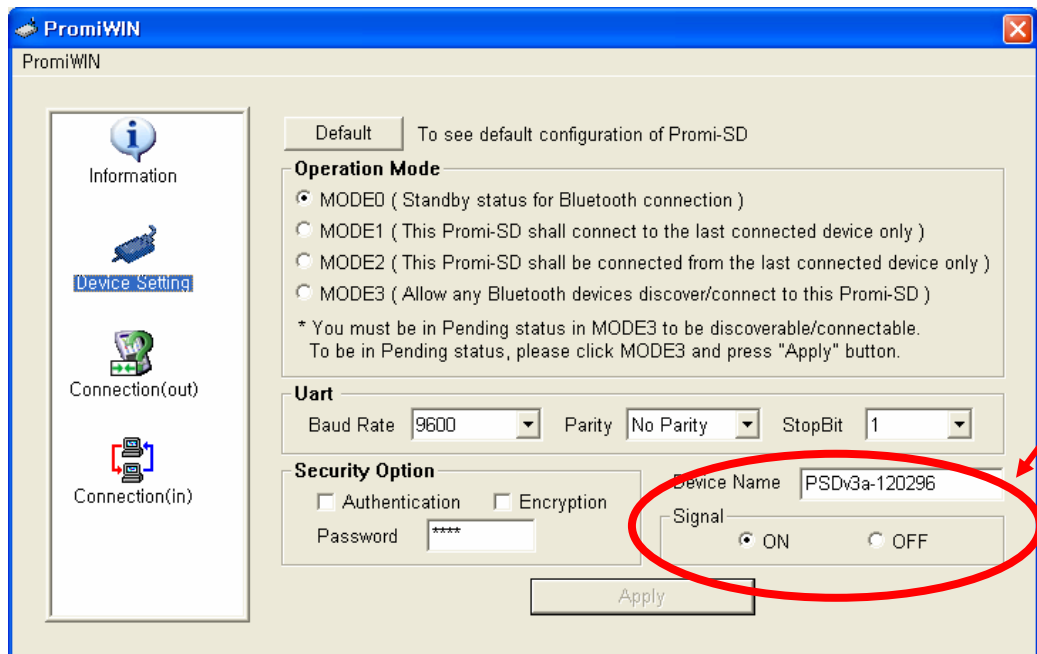 PromiWIN
PromiWIN
Information
Device Setting
Connection(out)
Connection(in)
Default To see default configuration of Promi-SD
Operation Mode
MODE0 ( Standby status for Bluetooth connection )
MODE1 ( This Promi-SD shall connect to the last connected device only )
MODE2 ( This Promi-SD shall be connected from the last connected device only )
MODE3 ( Allow any Bluetooth devices discover/connect to this Promi-SD )
* You must be in Pending status in MODE3 to be discoverable/connectable.
To be in Pending status, please click MODE3 and press "Apply" button.
Uart
Baud Rate 9600 Parity No Parity StopBit 1
Security Option
Authentication Encryption
Password ****
Device Name PSDv3a-120296
Signal
ON OFF
Apply